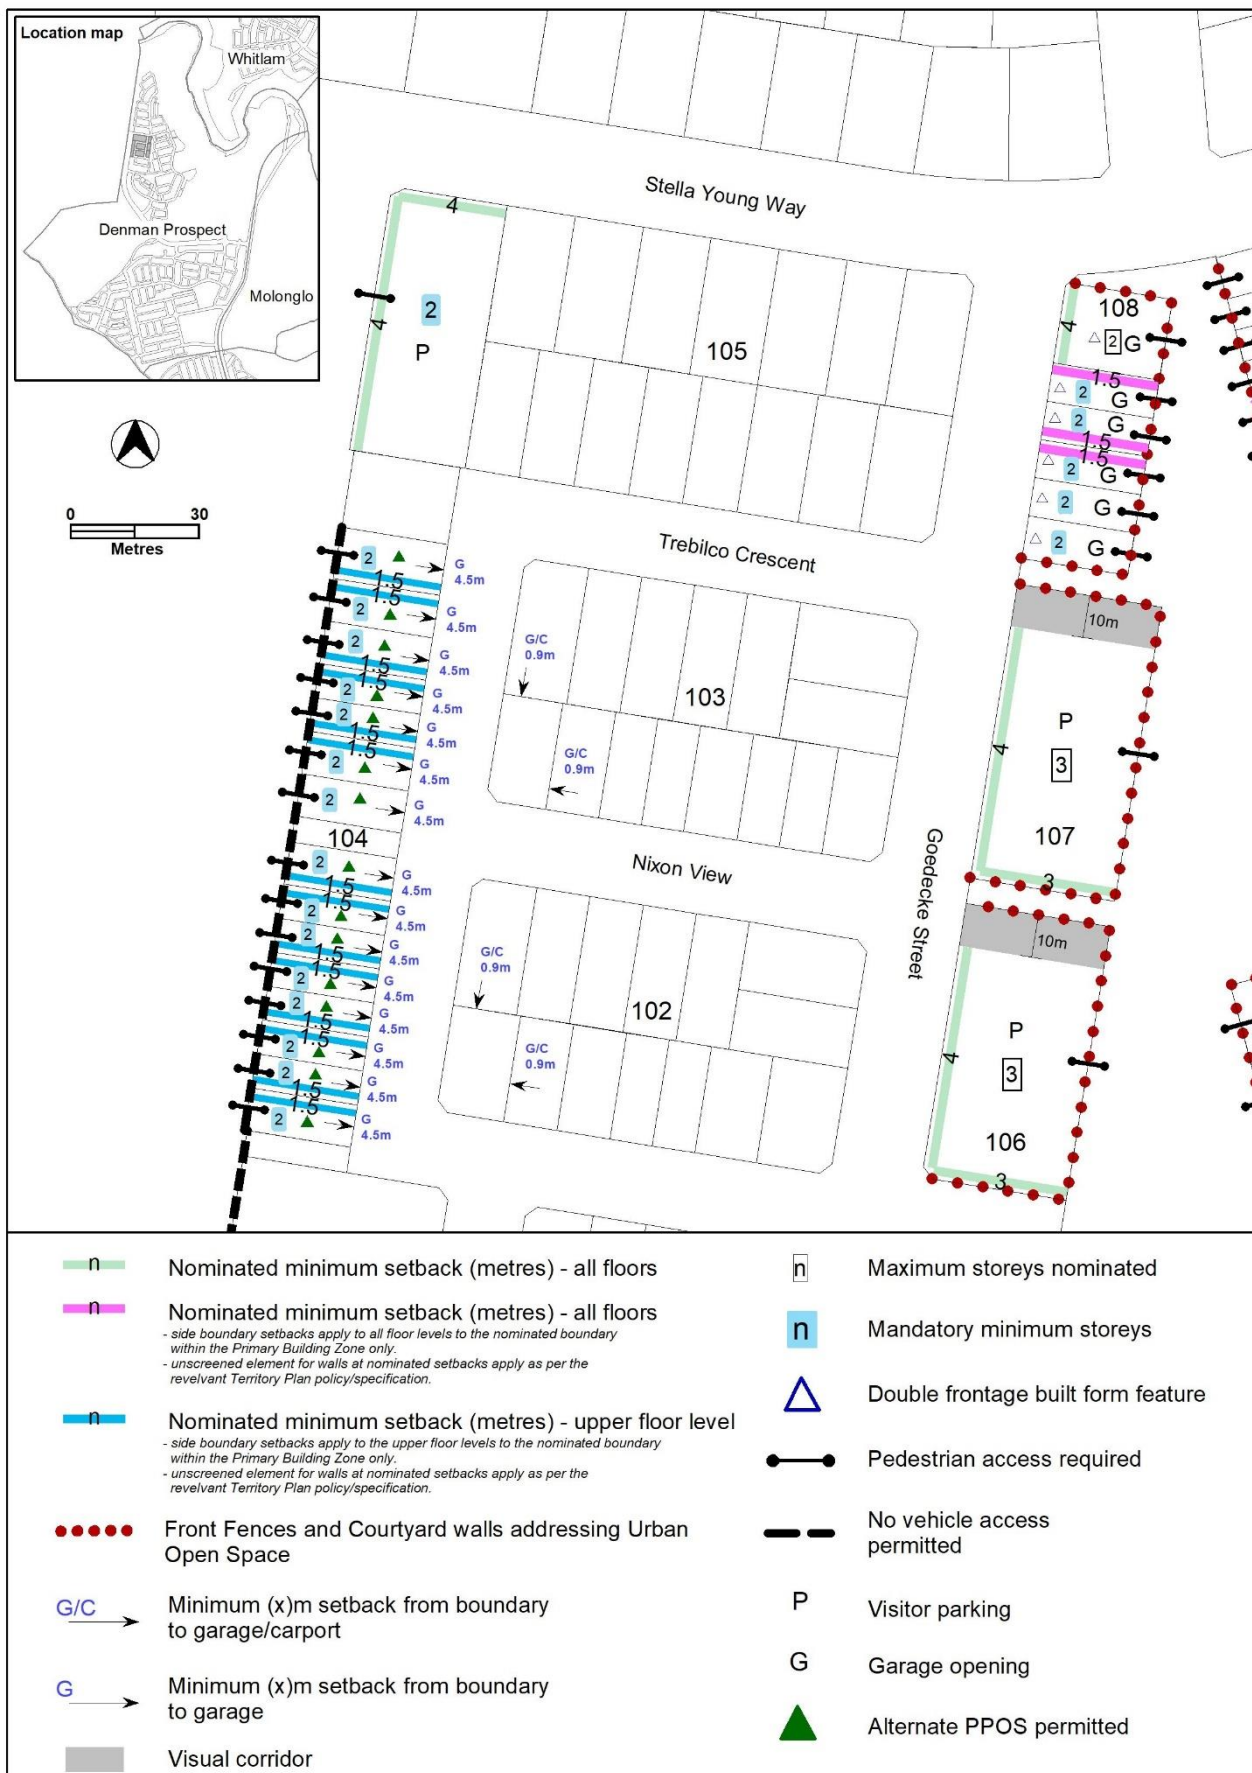 Location map
Whitlam
Denman Prospect
Molonglo
0 30
Metres
Stella Young Way
4
4
2
P
105
108
4
2 G
1.5
2 G
2 G
1.5
1.5
2 G
2 G
2 G
Trebilco Crescent
10m
2
G
4.5m
1.5
1.5
2
G
4.5m
2
G
4.5m
1.5
1.5
2
G
4.5m
2
G
4.5m
1.5
1.5
2
G
4.5m
2
G
4.5m
104
2
G
4.5m
1.5
1.5
2
G
4.5m
2
G
4.5m
1.5
1.5
2
G
4.5m
2
G
4.5m
1.5
1.5
2
G
4.5m
2
G
4.5m
1.5
1.5
2
G
4.5m
G/C
0.9m
103
G/C
0.9m
Nixon View
G/C
0.9m
102
G/C
0.9m
Goedecke Street
P
4
3
107
3
10m
P
4
3
106
3
n Nominated minimum setback (metres) - all floors
n Nominated minimum setback (metres) - all floors
- side boundary setbacks apply to all floor levels to the nominated boundary
within the Primary Building Zone only.
- unscreened element for walls at nominated setbacks apply as per the
revelvant Territory Plan policy/specification.
n Nominated minimum setback (metres) - upper floor level
- side boundary setbacks apply to the upper floor levels to the nominated boundary
within the Primary Building Zone only.
- unscreened element for walls at nominated setbacks apply as per the
revelvant Territory Plan policy/specification.
Front Fences and Courtyard walls addressing Urban
Open Space
G/C Minimum (x)m setback from boundary
to garage/carport
G Minimum (x)m setback from boundary
to garage
Visual corridor
n Maximum storeys nominated
n Mandatory minimum storeys
Double frontage built form feature
Pedestrian access required
No vehicle access
permitted
P Visitor parking
G Garage opening
Alternate PPOS permitted